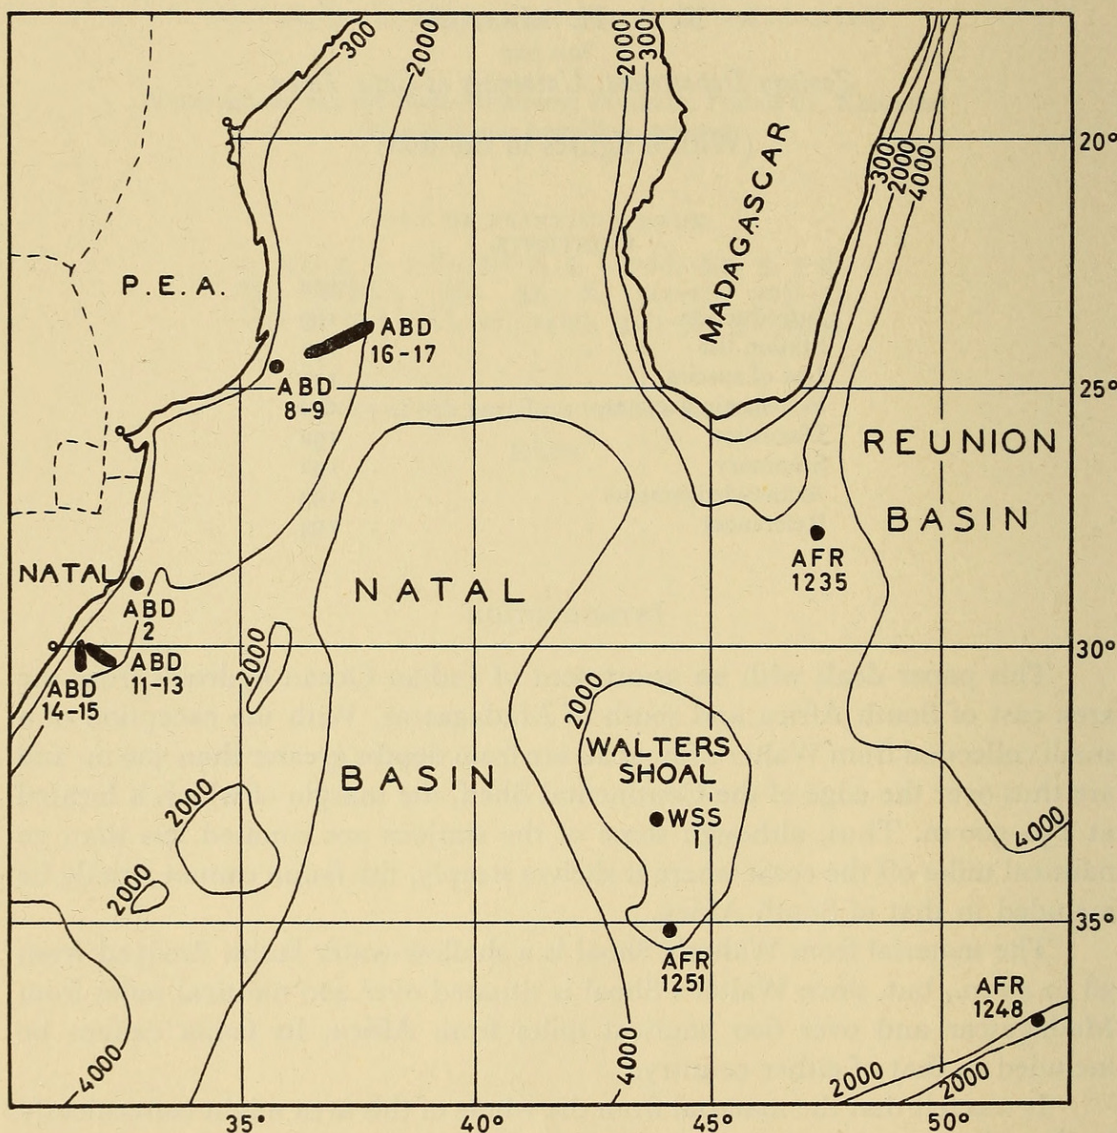 300
2000
2000
300
20°
300
2000
4000
MADAGASCAR
P.E.A.
ABD
16-17
ABD
8-9
25°
REUNION
BASIN
AFR
1235
NATAL
ABD
2
NATAL
BASIN
30°
ABD
11-13
ABD
14-15
2000
2000
WALTERS
SHOAL
WSS
1
2000
2000
4000
35°
AFR
1251
AFR
1248
4000
4000
2000
2000
35°
40°
45°
50°